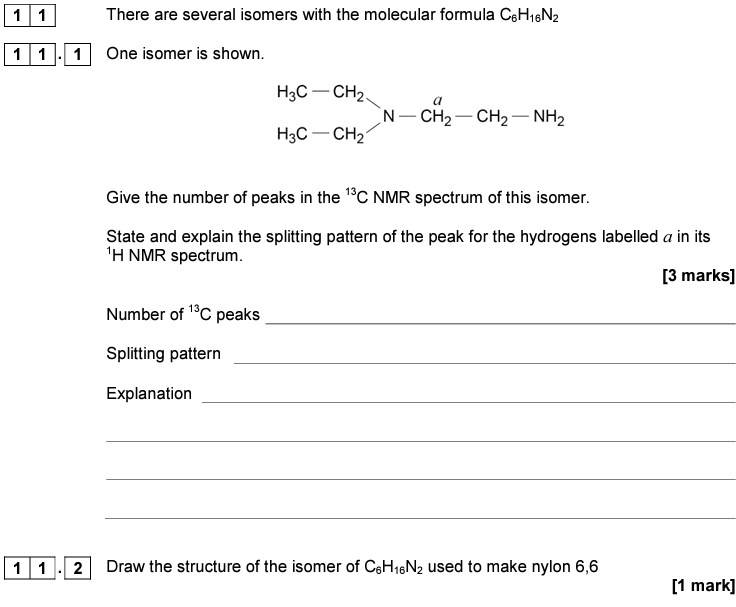 1 1 There are several isomers with the molecular formula C₆H₁₆N₂
1 1 . 1 One isomer is shown.
H₃C — CH₂
a
N — CH₂ — CH₂ — NH₂
H₃C — CH₂
Give the number of peaks in the ¹³C NMR spectrum of this isomer.
State and explain the splitting pattern of the peak for the hydrogens labelled a in its
¹H NMR spectrum.
[3 marks]
Number of ¹³C peaks
Splitting pattern
Explanation
1 1 . 2 Draw the structure of the isomer of C₆H₁₆N₂ used to make nylon 6,6
[1 mark]